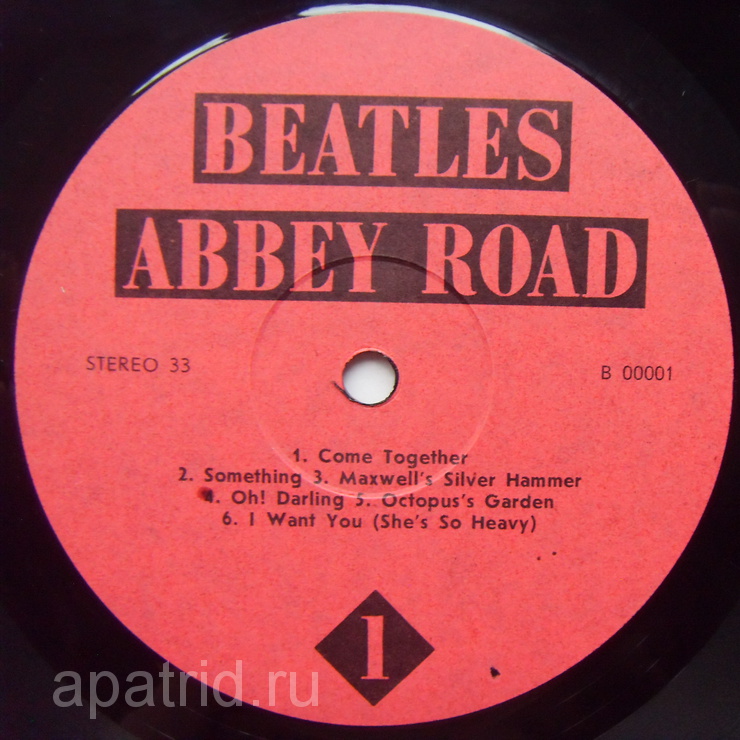 BEATLES
ABBEY ROAD
STEREO 33
B 00001
1. Come Together
2. Something 3. Maxwell's Silver Hammer
4. Oh! Darling 5. Octopus's Garden
6. I Want You (She's So Heavy)
1
apatrid.ru